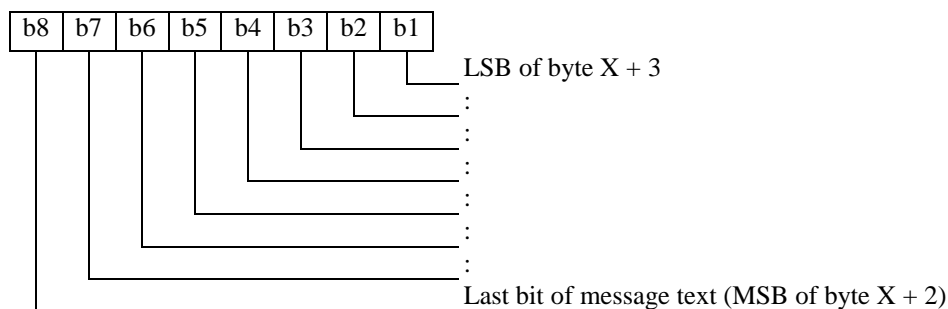 b8 b7 b6 b5 b4 b3 b2 b1
LSB of byte X + 3
:
:
:
:
:
:
Last bit of message text (MSB of byte X + 2)